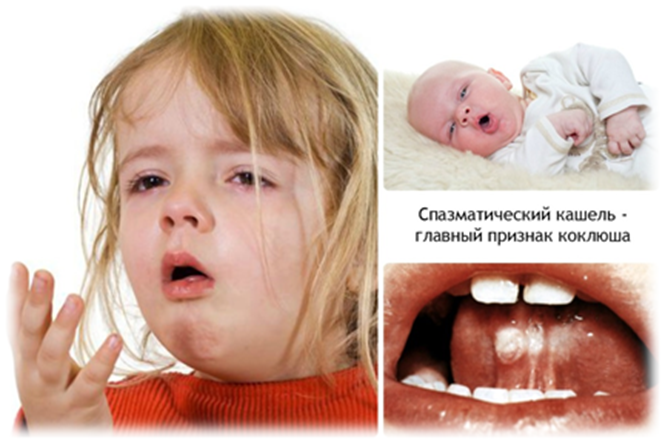 Спазматический кашель -
главный признак коклюша